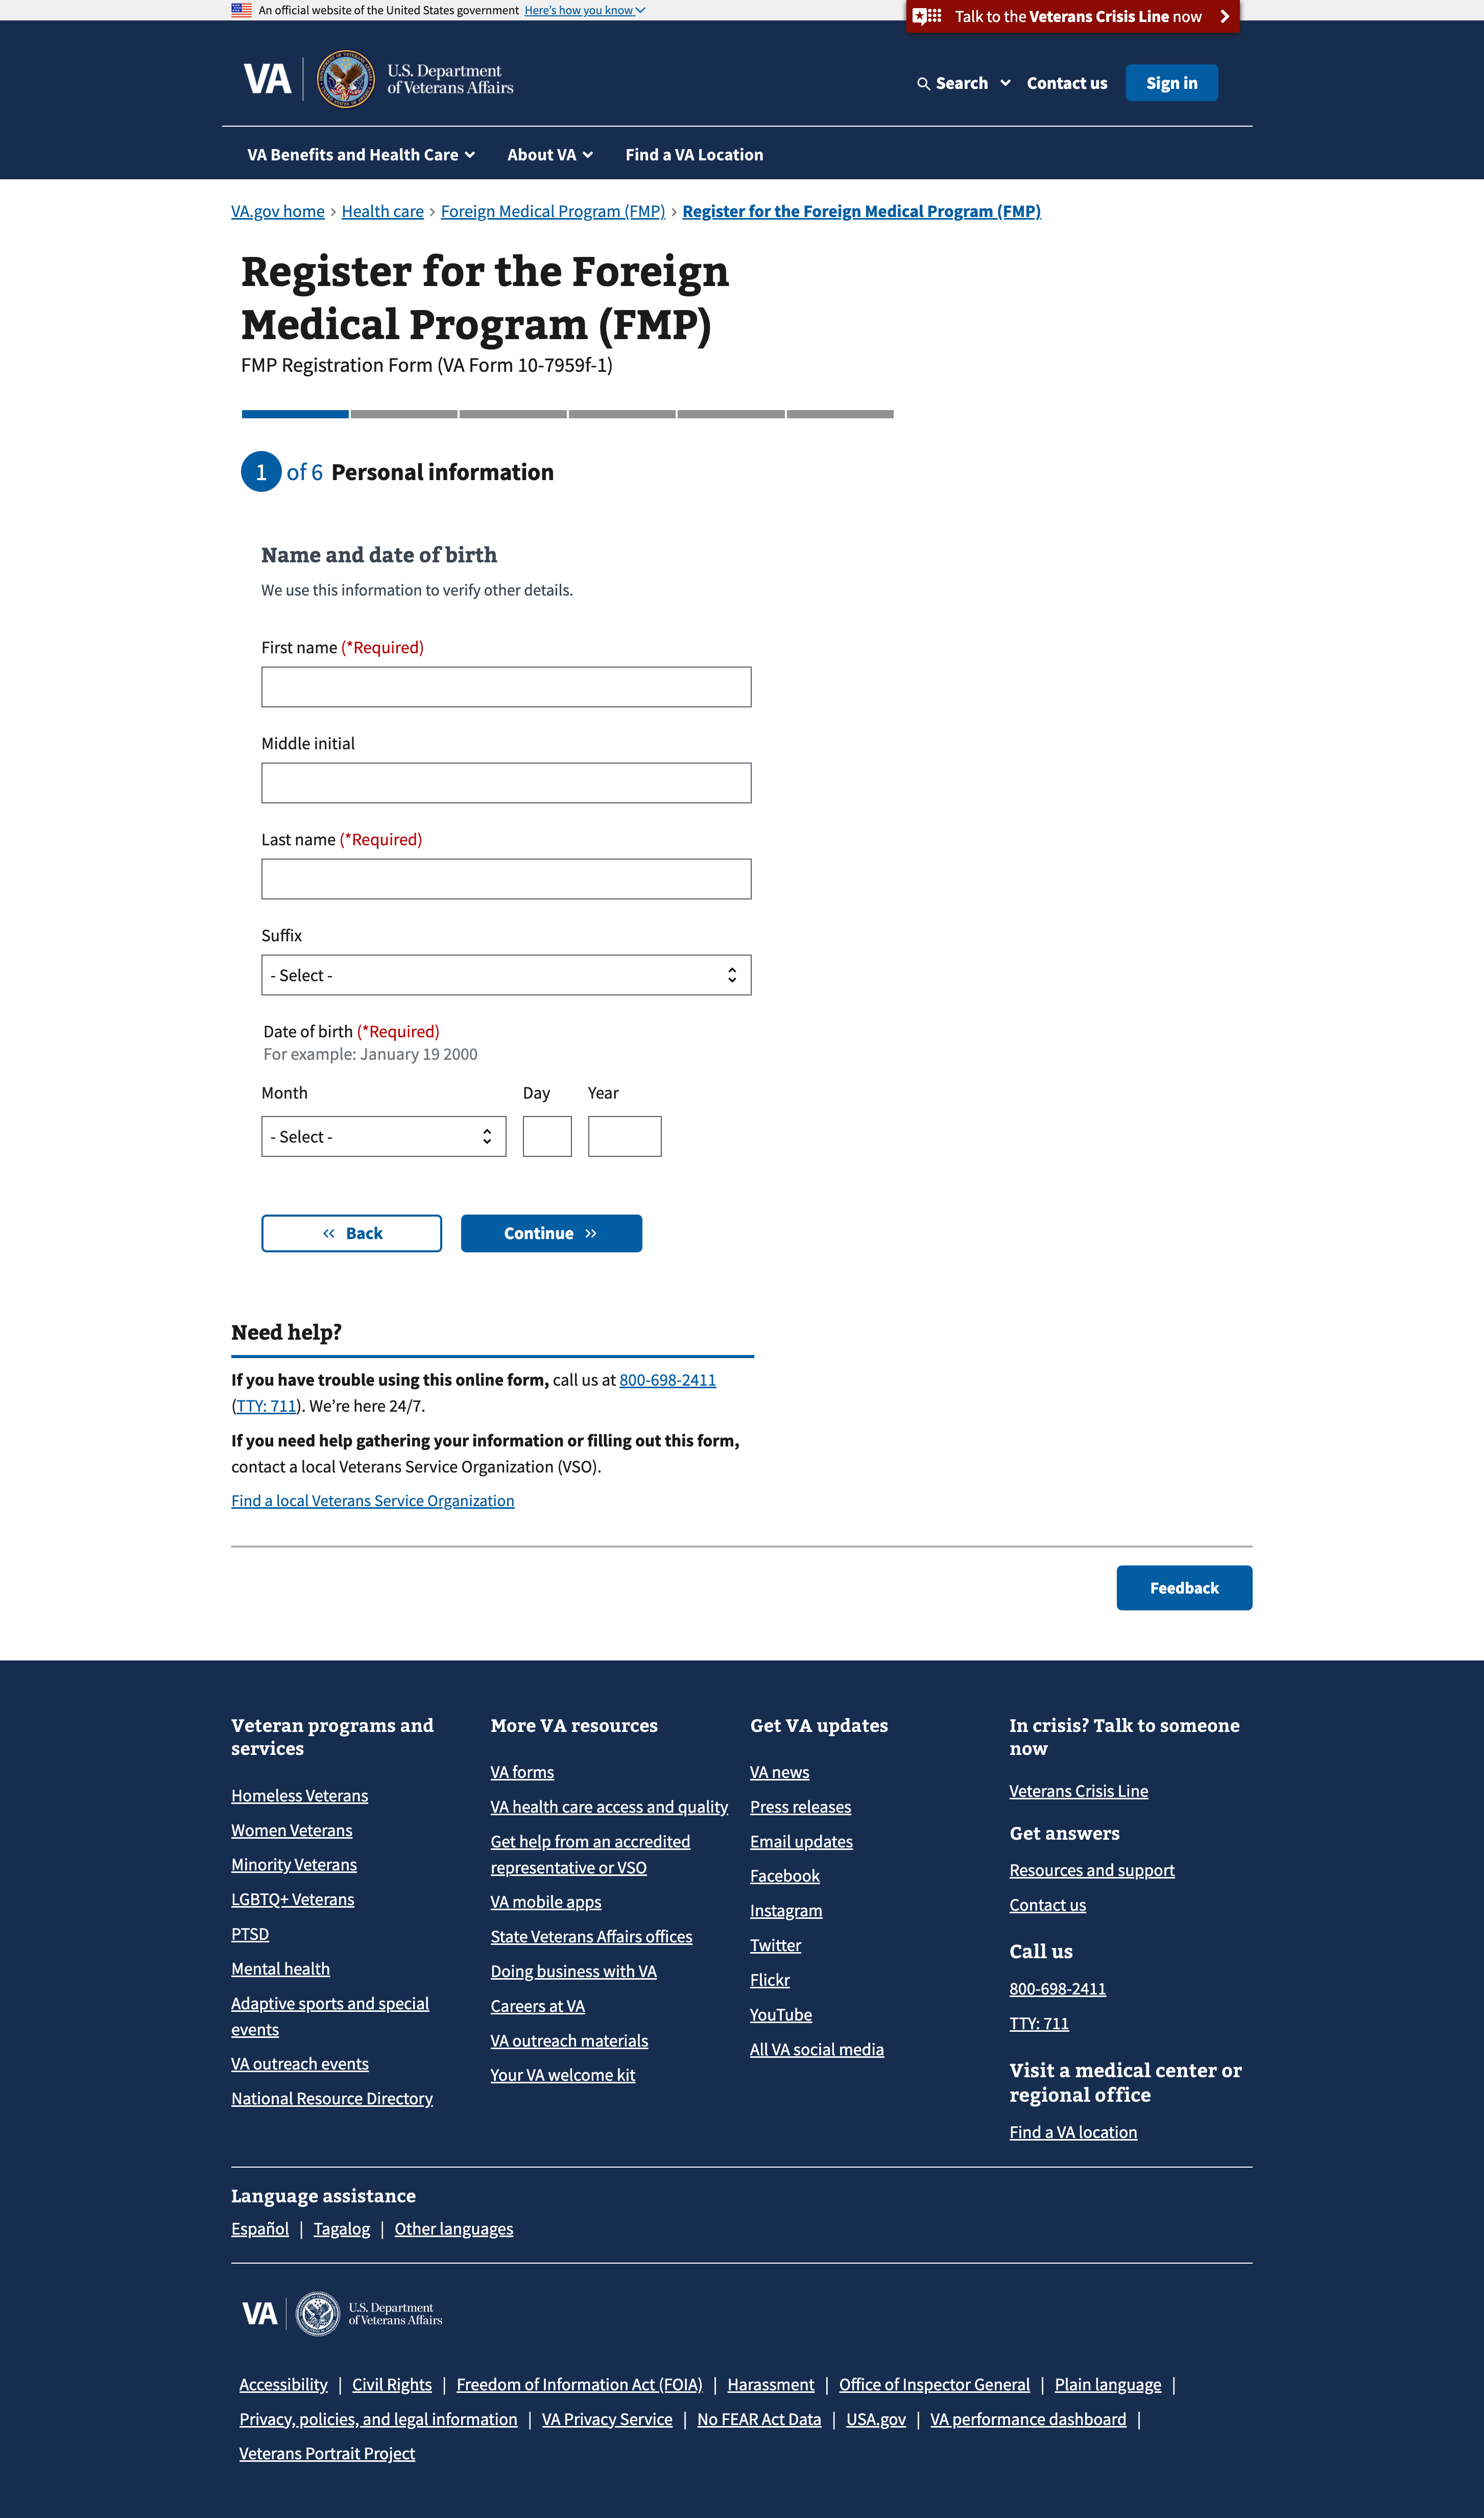 An official website of the United States government Here's how you know
Talk to the Veterans Crisis Line now
VA
U.S. Department
of Veterans Affairs
Search
Contact us
Sign in
VA Benefits and Health Care
About VA
Find a VA Location
VA.gov home › Health care › Foreign Medical Program (FMP) › Register for the Foreign Medical Program (FMP)
Register for the Foreign
Medical Program (FMP)
FMP Registration Form (VA Form 10-7959f-1)
1 of 6 Personal information
Name and date of birth
We use this information to verify other details.
First name (*Required)
Middle initial
Last name (*Required)
Suffix
- Select -
Date of birth (*Required)
For example: January 19 2000
Month Day Year
- Select -
Back
Continue
Need help?
If you have trouble using this online form, call us at 800-698-2411
(TTY: 711). We’re here 24/7.
If you need help gathering your information or filling out this form,
contact a local Veterans Service Organization (VSO).
Find a local Veterans Service Organization
Feedback
Veteran programs and
services
Homeless Veterans
Women Veterans
Minority Veterans
LGBTQ+ Veterans
PTSD
Mental health
Adaptive sports and special
events
VA outreach events
National Resource Directory
More VA resources
VA forms
VA health care access and quality
Get help from an accredited
representative or VSO
VA mobile apps
State Veterans Affairs offices
Doing business with VA
Careers at VA
VA outreach materials
Your VA welcome kit
Get VA updates
VA news
Press releases
Email updates
Facebook
Instagram
Twitter
Flickr
YouTube
All VA social media
In crisis? Talk to someone
now
Veterans Crisis Line
Get answers
Resources and support
Contact us
Call us
800-698-2411
TTY: 711
Visit a medical center or
regional office
Find a VA location
Language assistance
Español | Tagalog | Other languages
VA
U.S. Department
of Veterans Affairs
Accessibility | Civil Rights | Freedom of Information Act (FOIA) | Harassment | Office of Inspector General | Plain language |
Privacy, policies, and legal information | VA Privacy Service | No FEAR Act Data | USA.gov | VA performance dashboard |
Veterans Portrait Project